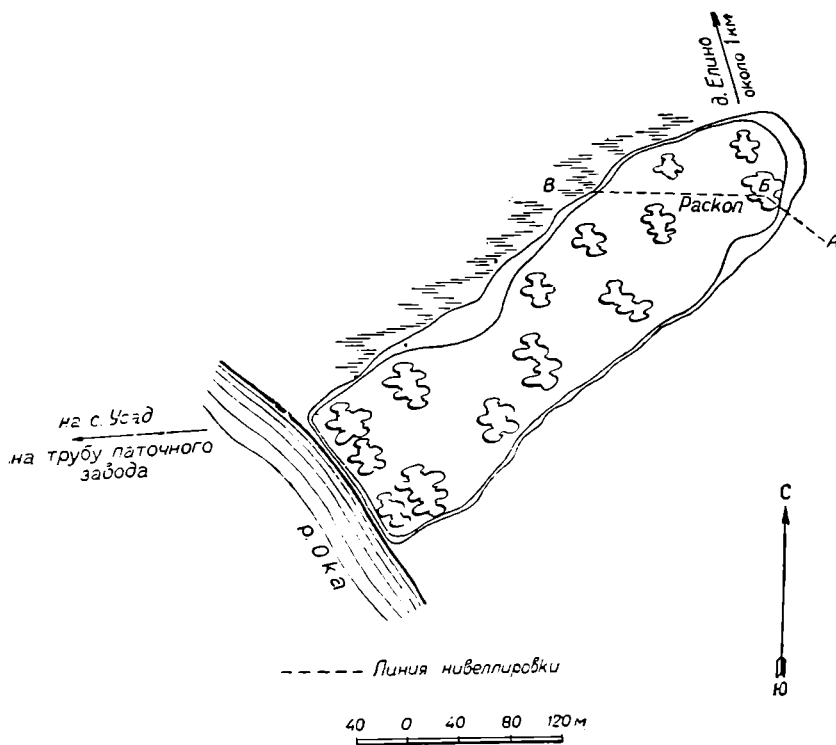 д. Елино
около 1км
В
Б
Раскоп
А
на с. Усад
на трубу паточного
завода
р. Ока
С
Ю
Линия нивеллировки
40 0 40 80 120 м